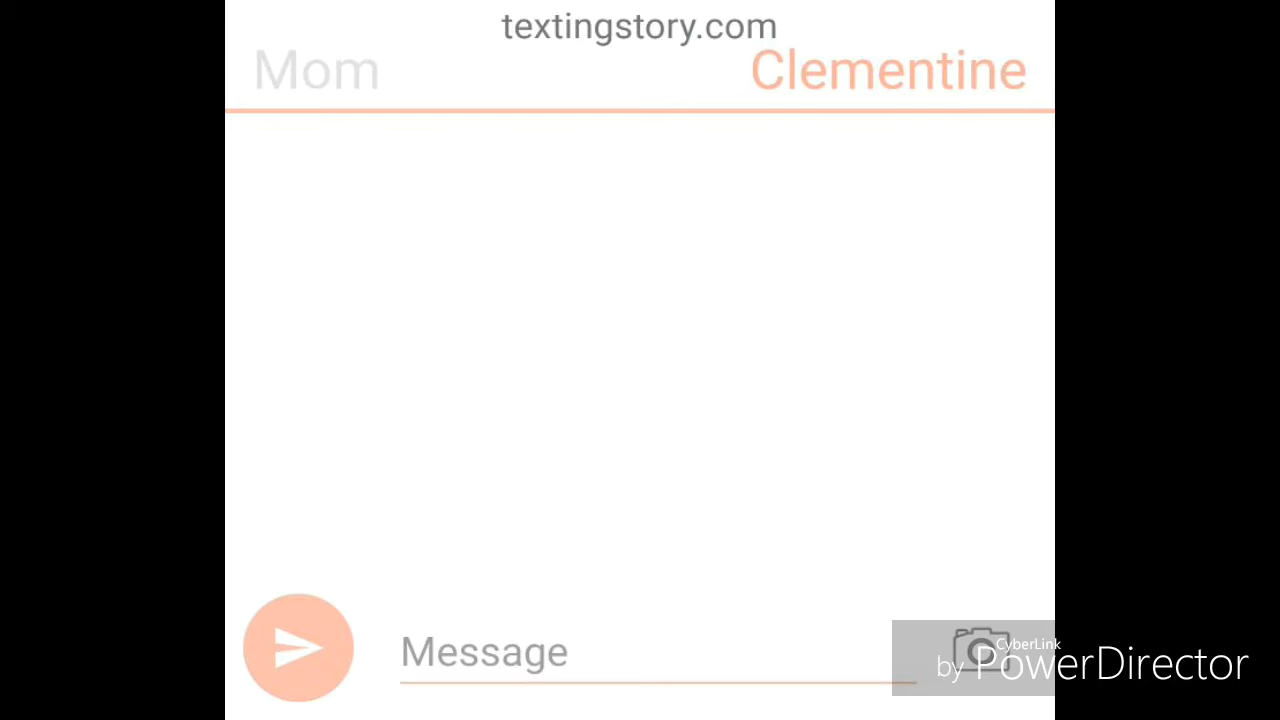 textingstory.com
Mom
Clementine
Message
CyberLink
by PowerDirector